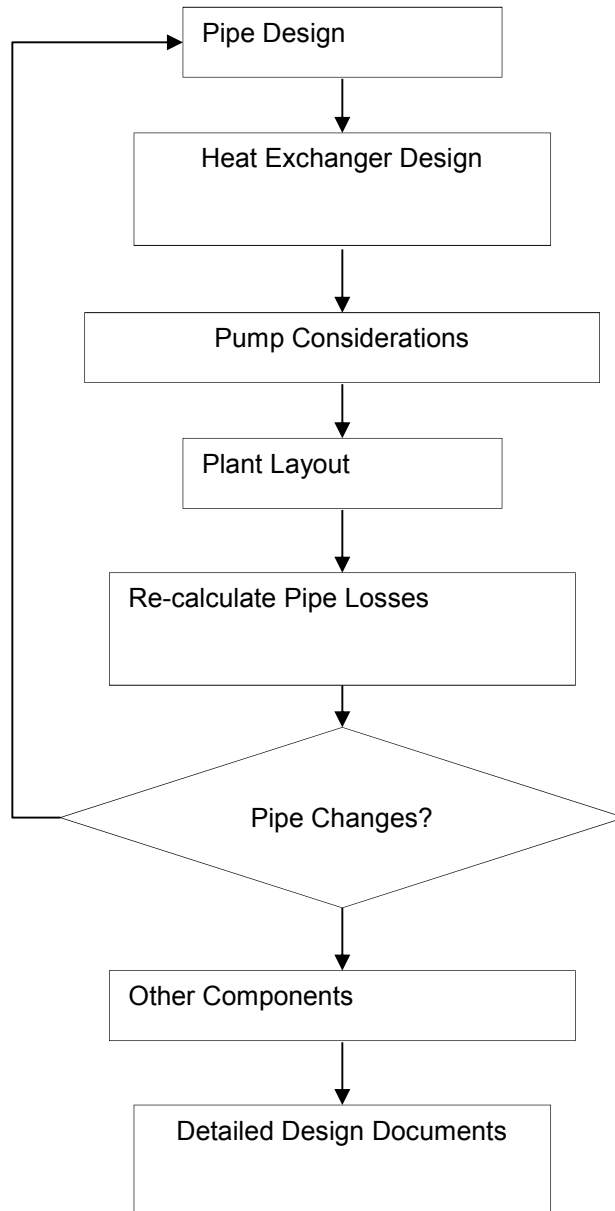 Pipe Design
Heat Exchanger Design
Pump Considerations
Plant Layout
Re-calculate Pipe Losses
Pipe Changes?
Other Components
Detailed Design Documents